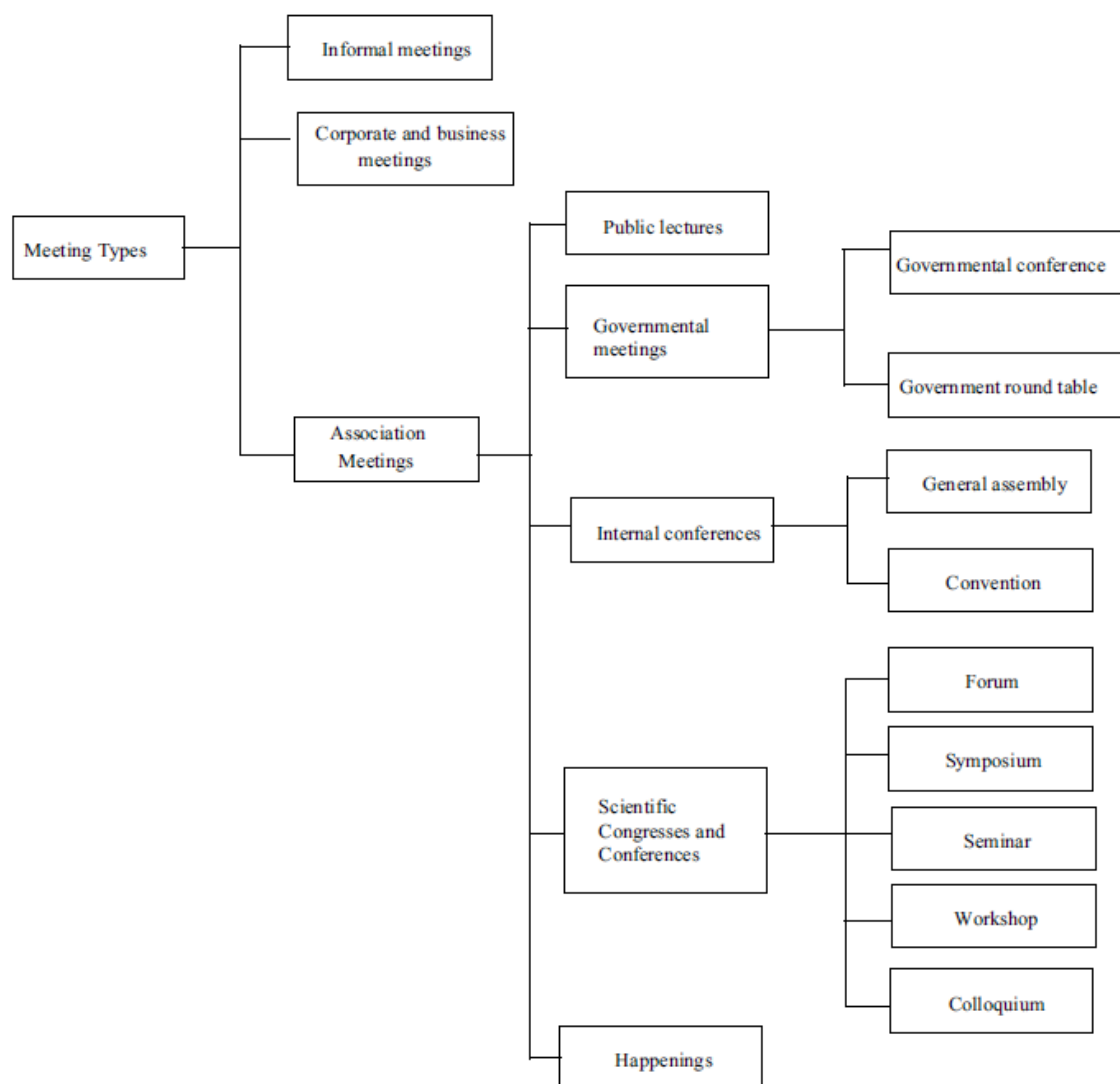 Informal meetings
Corporate and business
meetings
Meeting Types
Public lectures
Governmental conference
Governmental
meetings
Government round table
Association
Meetings
General assembly
Internal conferences
Convention
Forum
Symposium
Scientific
Congresses and
Conferences
Seminar
Workshop
Colloquium
Happenings